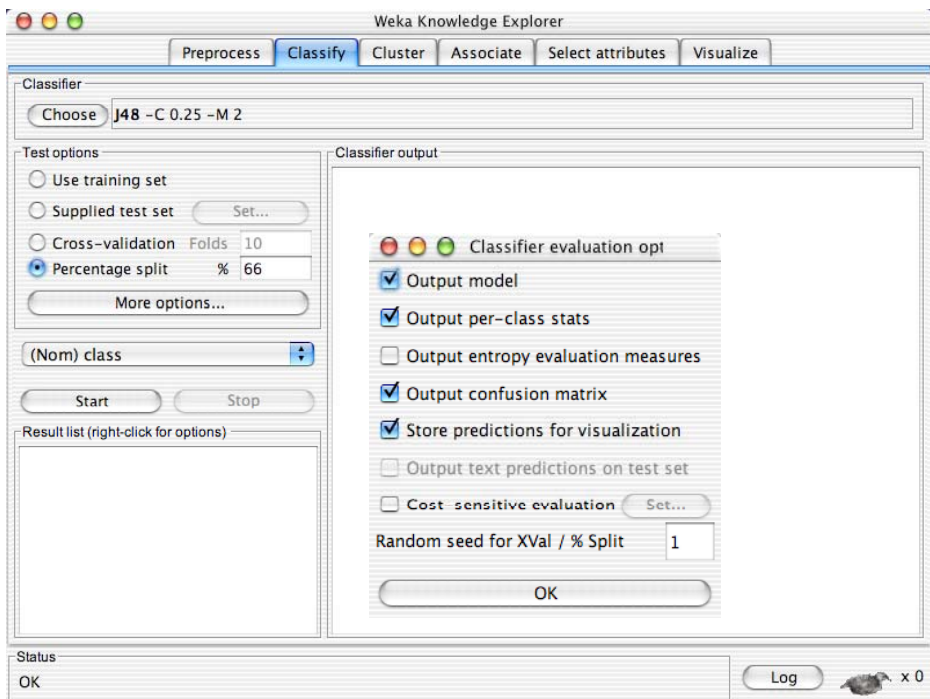 Weka Knowledge Explorer
Preprocess Classify Cluster Associate Select attributes Visualize
Classifier
Choose J48 -C 0.25 -M 2
Test options
Use training set
Supplied test set Set...
Cross-validation Folds 10
Percentage split % 66
More options...
(Nom) class
Start Stop
Result list (right-click for options)
Classifier output
Classifier evaluation opt
Output model
Output per-class stats
Output entropy evaluation measures
Output confusion matrix
Store predictions for visualization
Output text predictions on test set
Cost sensitive evaluation Set...
Random seed for XVal / % Split 1
OK
Status
OK
Log x 0